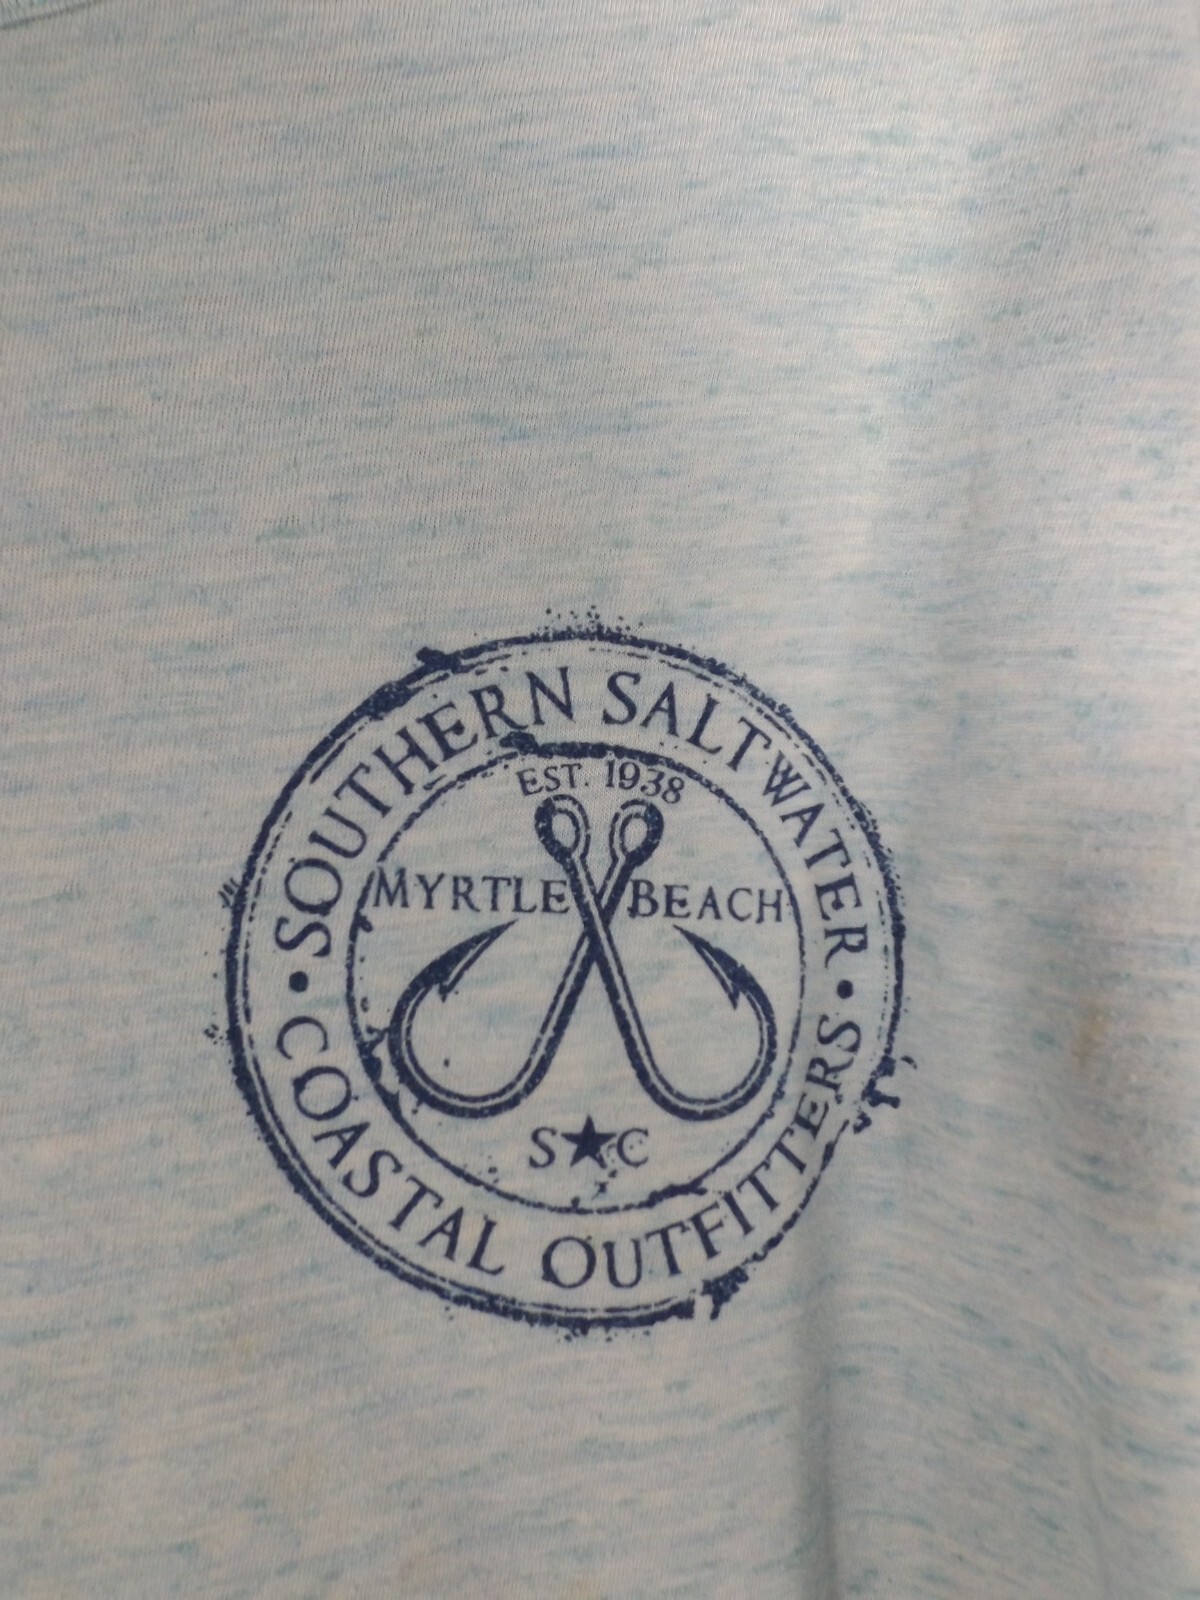 SOUTHERN SALTWATER
EST. 1938
MYRTLE BEACH
S★C
• COASTAL OUTFITTERS •